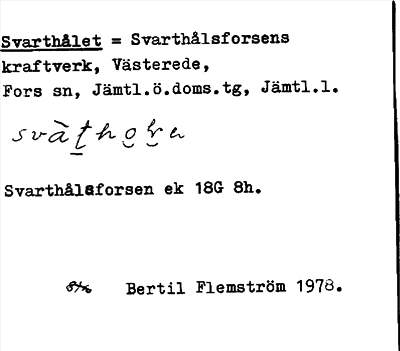 Svarthålet = Svarthålsforsens
kraftverk, Västerede,
Fors sn, Jämtl.ö.doms.tg, Jämtl.l.
Svarthålsforsen ek 18G 8h.
Bertil Flemström 1978.